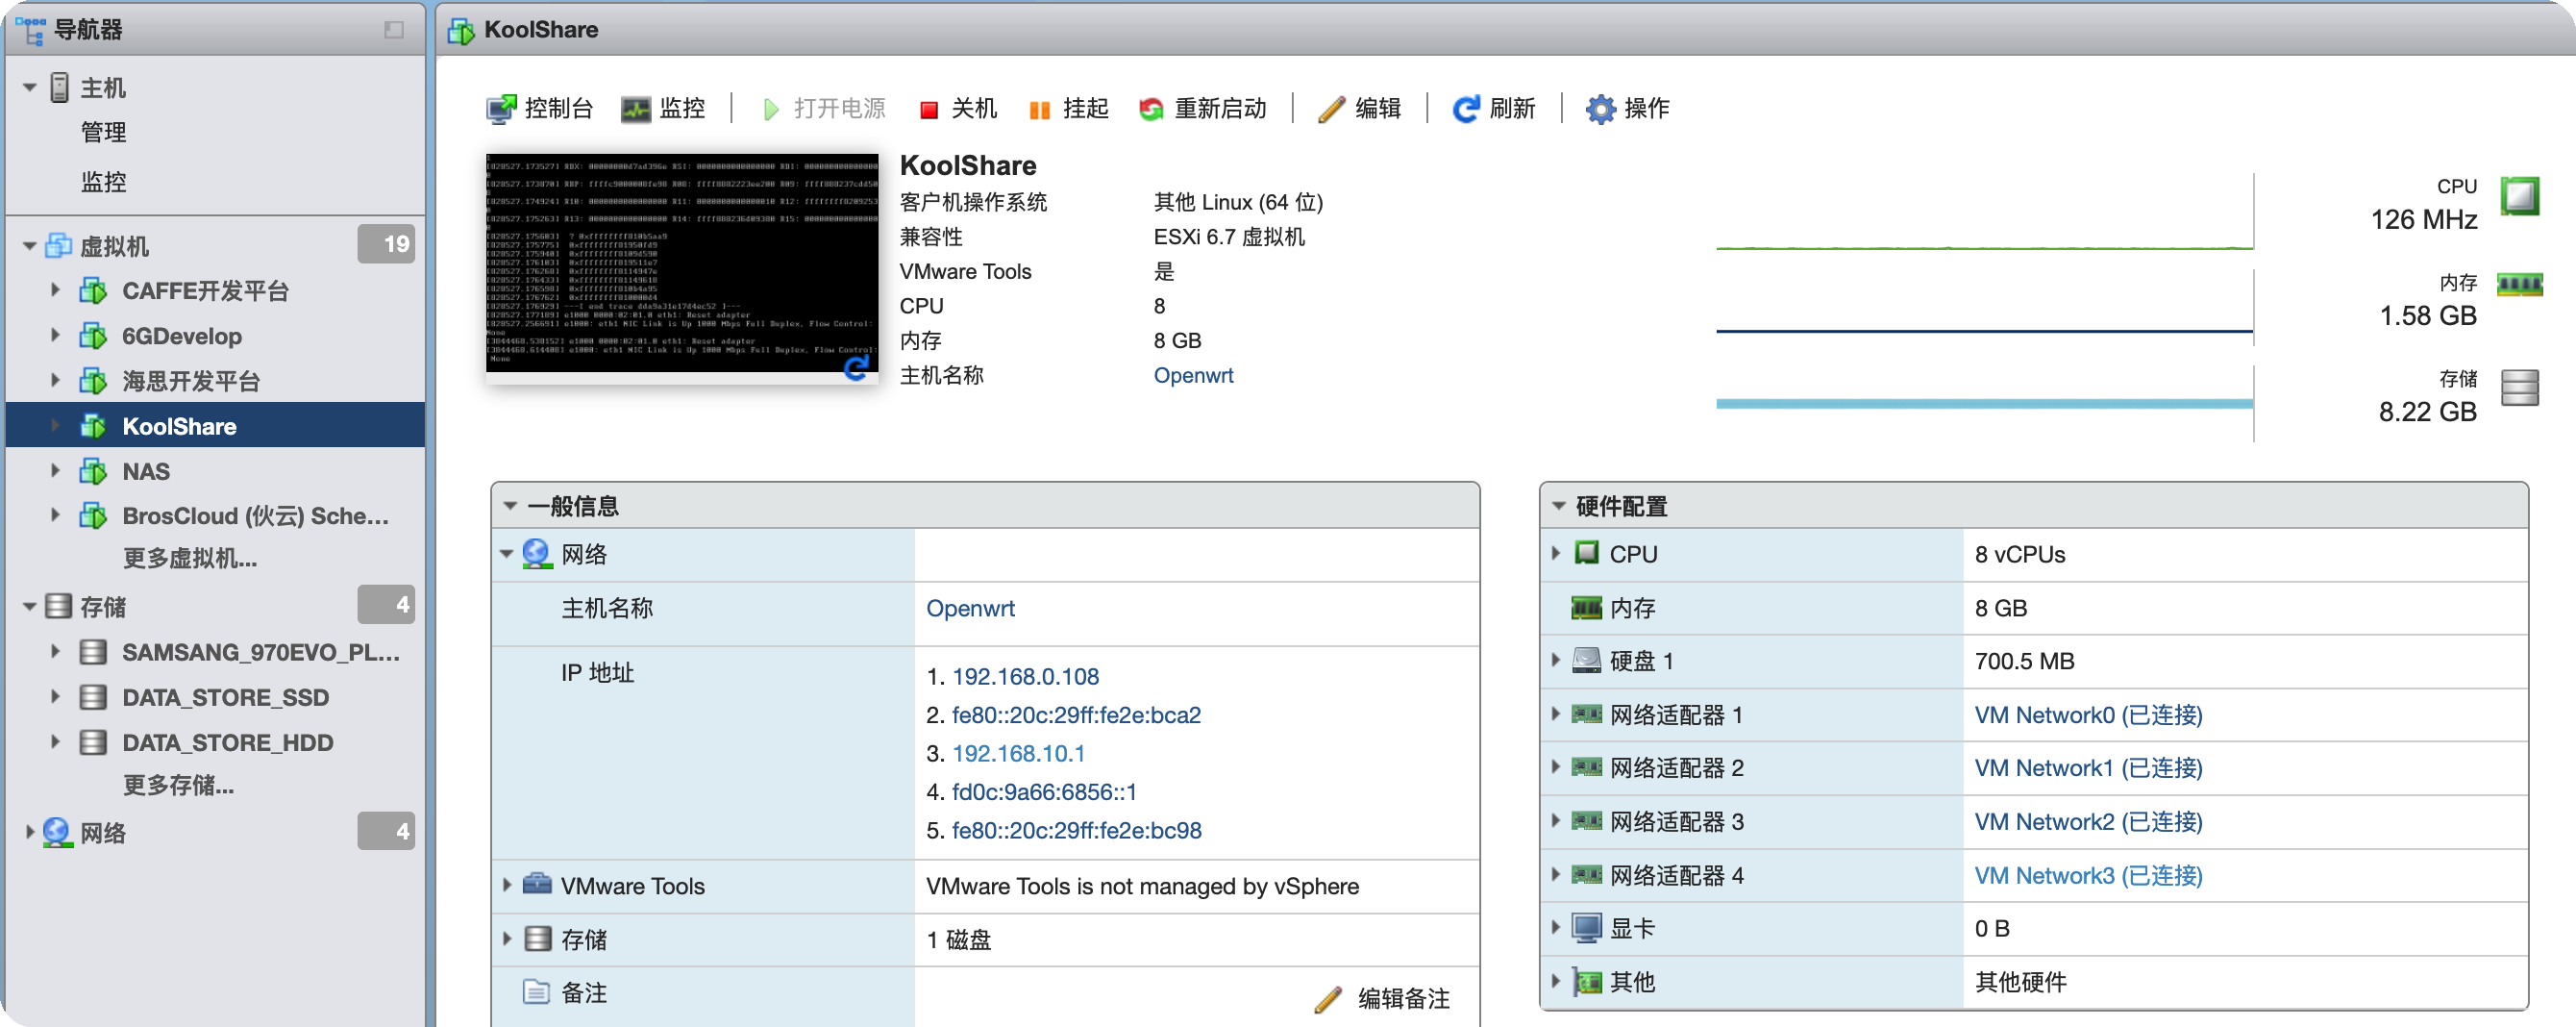 导航器
主机
管理
监控
虚拟机 19
CAFFE开发平台
6GDevelop
海思开发平台
KoolShare
NAS
BrosCloud (伙云) Sche...
更多虚拟机...
存储 4
SAMSANG_970EVO_PL...
DATA_STORE_SSD
DATA_STORE_HDD
更多存储...
网络 4
KoolShare
控制台 监控 打开电源 关机 挂起 重新启动 编辑 刷新 操作
KoolShare
客户机操作系统 其他 Linux (64 位)
兼容性 ESXi 6.7 虚拟机
VMware Tools 是
CPU 8
内存 8 GB
主机名称 Openwrt
CPU
126 MHz
内存
1.58 GB
存储
8.22 GB
一般信息
网络
主机名称 Openwrt
IP 地址
1. 192.168.0.108
2. fe80::20c:29ff:fe2e:bca2
3. 192.168.10.1
4. fd0c:9a66:6856::1
5. fe80::20c:29ff:fe2e:bc98
VMware Tools VMware Tools is not managed by vSphere
存储 1 磁盘
备注 编辑备注
硬件配置
CPU 8 vCPUs
内存 8 GB
硬盘 1 700.5 MB
网络适配器 1 VM Network0 (已连接)
网络适配器 2 VM Network1 (已连接)
网络适配器 3 VM Network2 (已连接)
网络适配器 4 VM Network3 (已连接)
显卡 0 B
其他 其他硬件